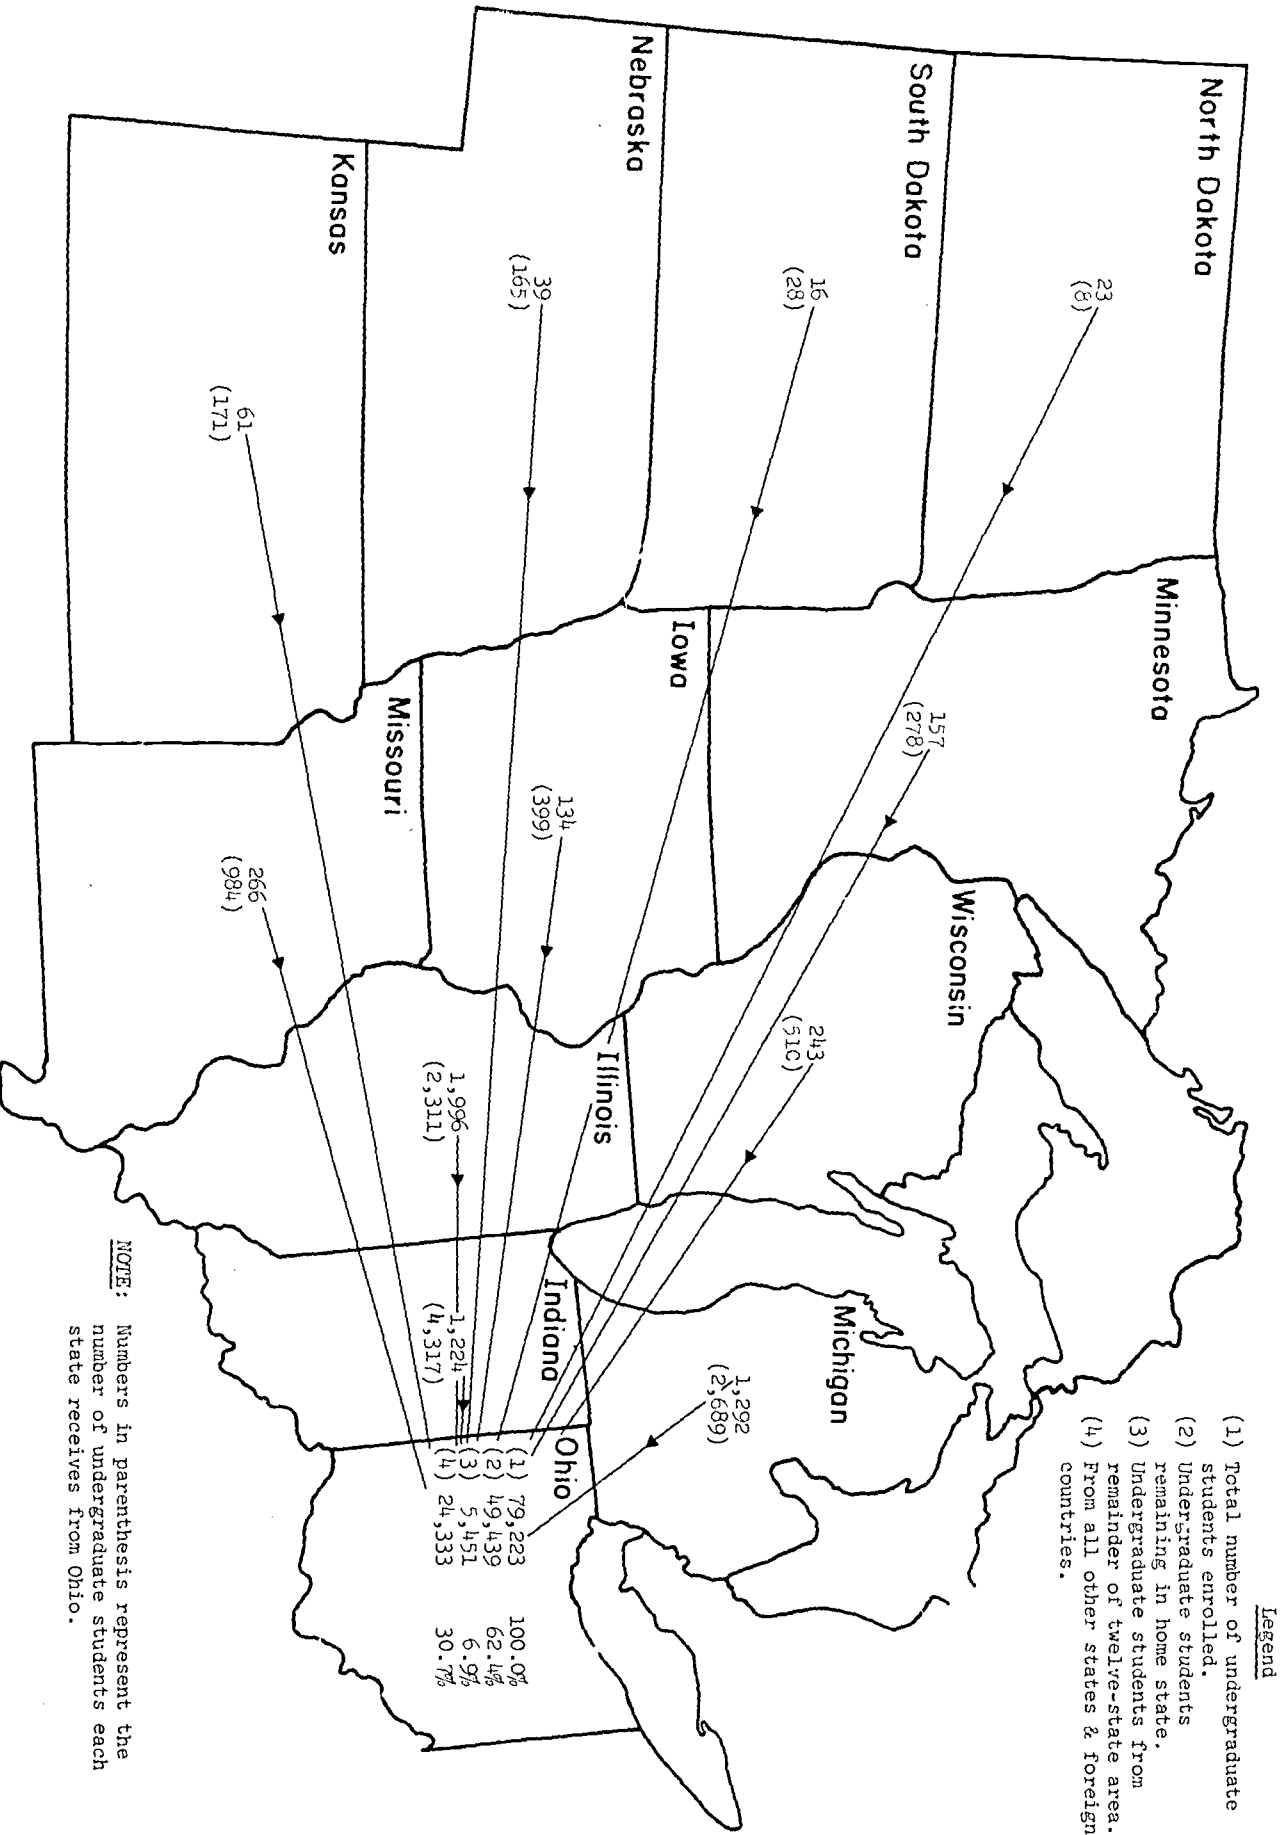 North Dakota
23
(8)
South Dakota
16
(28)
Nebraska
39
(165)
Kansas
61
(171)
Minnesota
157
(278)
Iowa
134
(399)
Missouri
266
(984)
Wisconsin
243
(510)
Illinois
1,996
(2,311)
Michigan
1,292
(2,689)
Indiana
1,224
(4,317)
Ohio
(1) 79,223 100.0%
(2) 49,439 62.4%
(3) 5,451 6.9%
(4) 24,333 30.7%
Legend
(1) Total number of undergraduate
students enrolled.
(2) Undergraduate students
remaining in home state.
(3) Undergraduate students from
remainder of twelve-state area.
(4) From all other states & foreign
countries.
NOTE: Numbers in parenthesis represent the
number of undergraduate students each
state receives from Ohio.